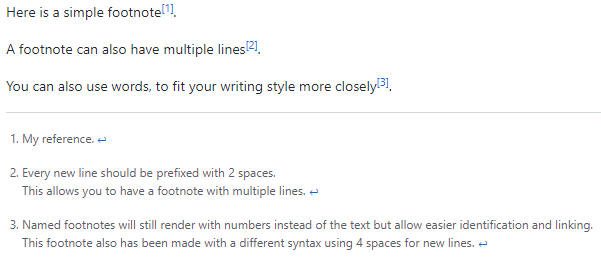 Here is a simple footnote[1].
A footnote can also have multiple lines[2].
You can also use words, to fit your writing style more closely[3].
1. My reference. ↩
2. Every new line should be prefixed with 2 spaces.
This allows you to have a footnote with multiple lines. ↩
3. Named footnotes will still render with numbers instead of the text but allow easier identification and linking.
This footnote also has been made with a different syntax using 4 spaces for new lines. ↩